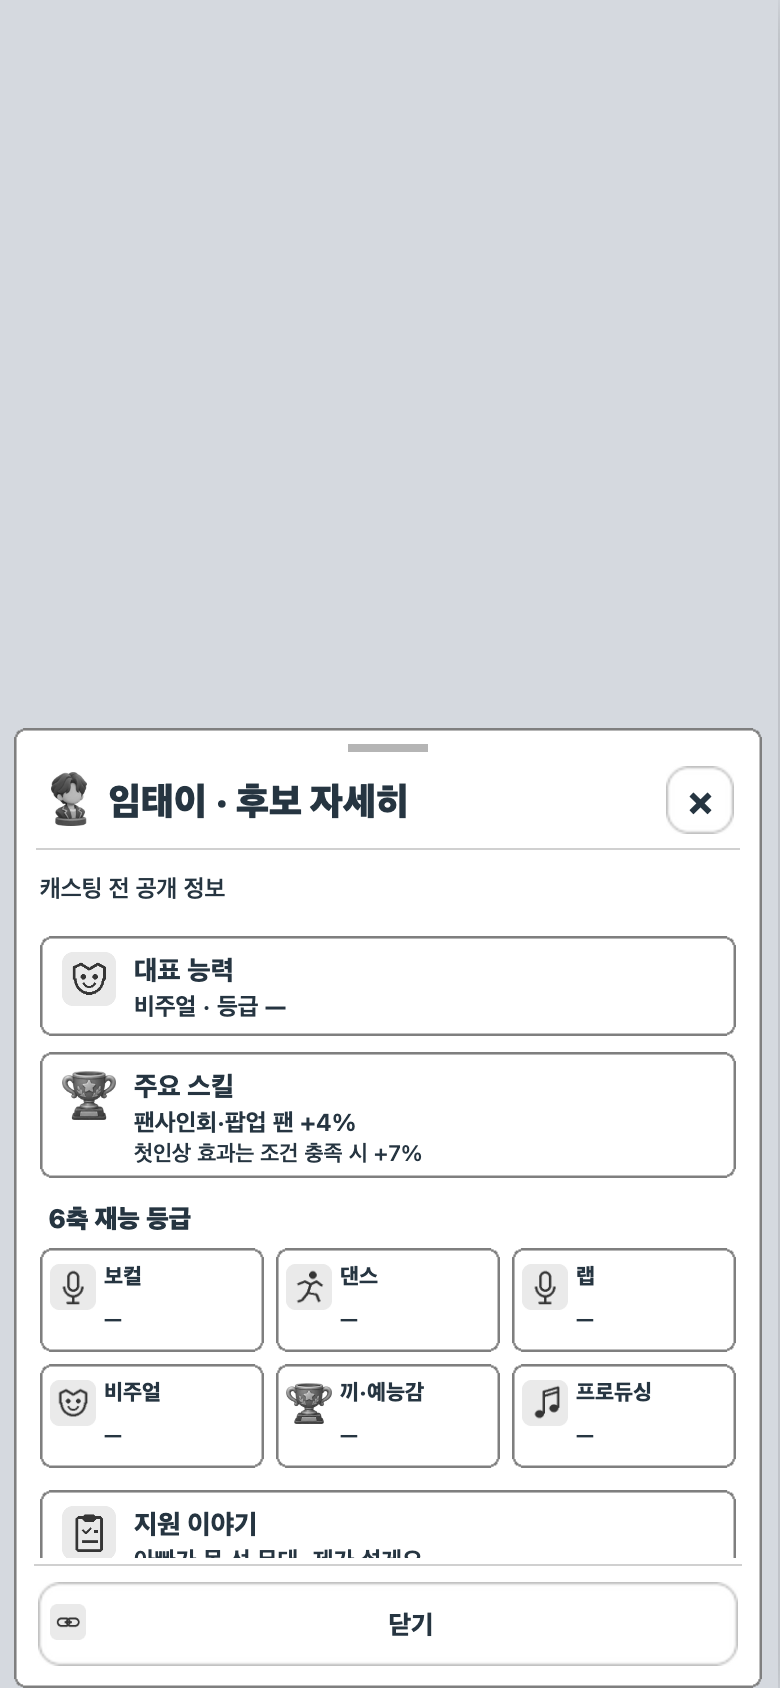 임태이 · 후보 자세히
캐스팅 전 공개 정보
대표 능력
비주얼 · 등급 —
주요 스킬
팬사인회·팝업 팬 +4%
첫인상 효과는 조건 충족 시 +7%
6축 재능 등급
보컬
—
댄스
—
랩
—
비주얼
—
끼·예능감
—
프로듀싱
—
지원 이야기
닫기